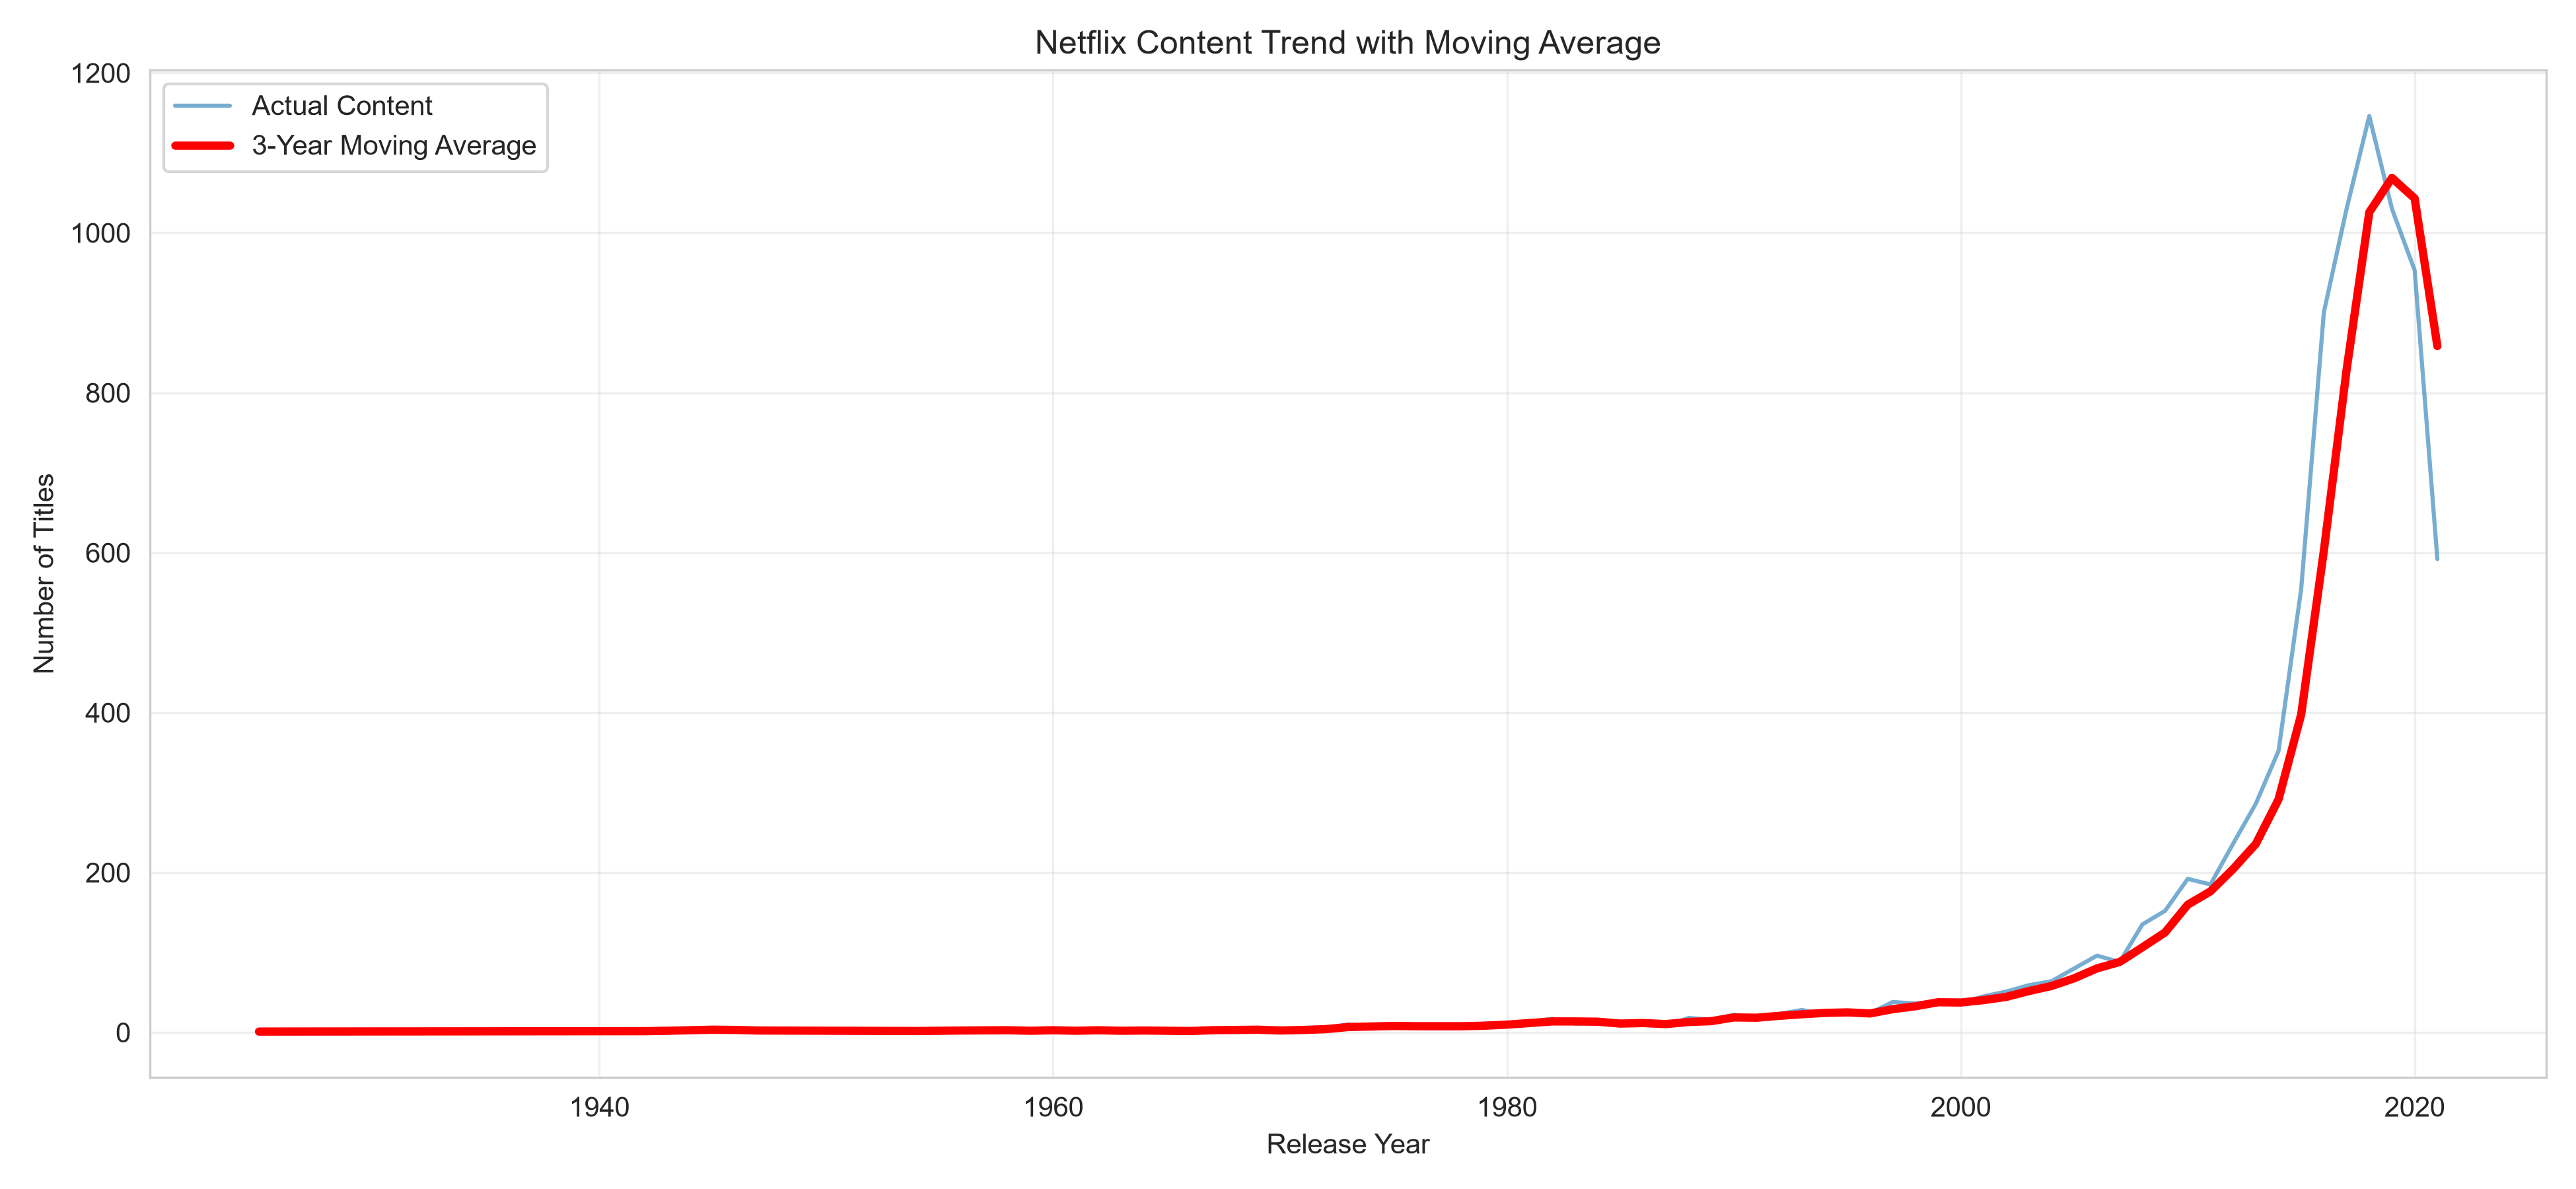 Netflix Content Trend with Moving Average
Actual Content
3-Year Moving Average
Number of Titles
1200
1000
800
600
400
200
0
1940
1960
1980
2000
2020
Release Year